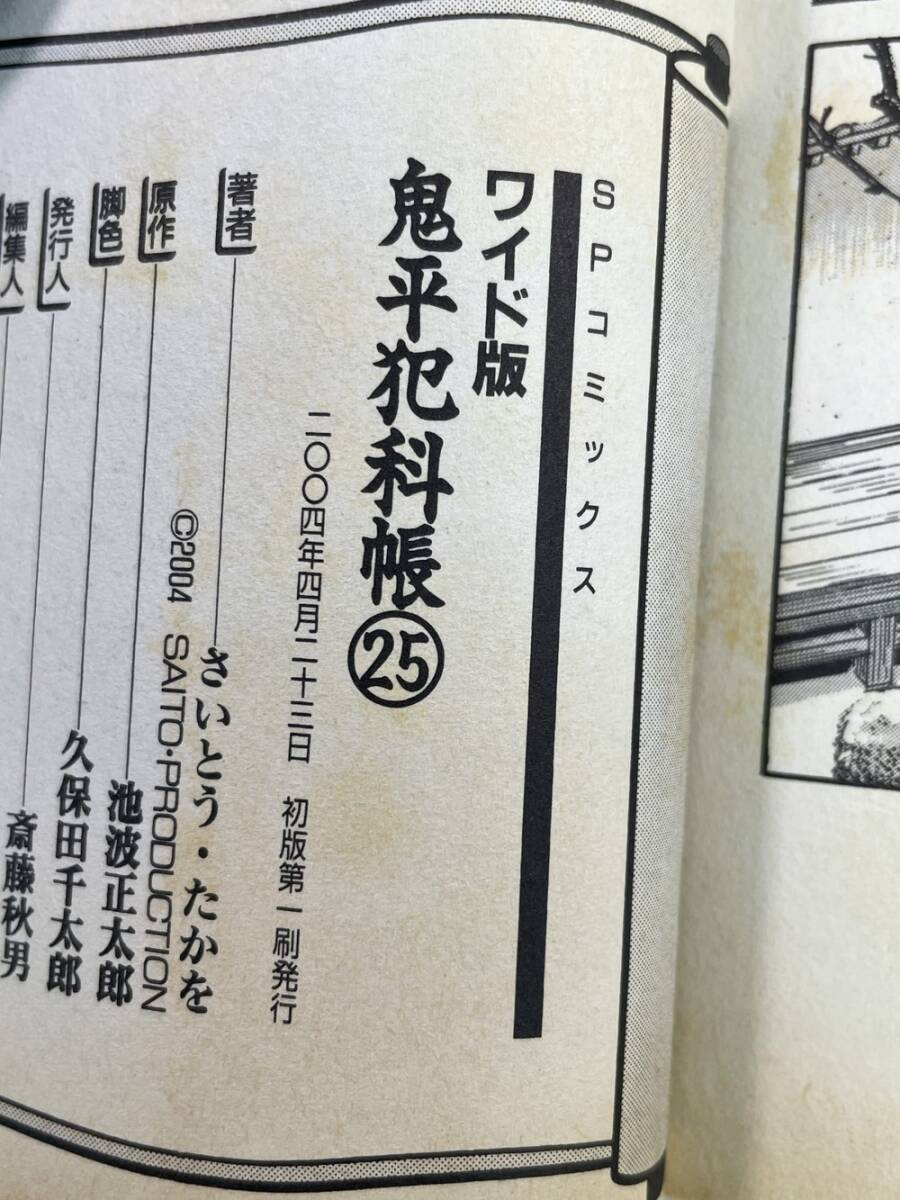 SPコミックス
ワイド版
鬼平犯科帳㉕
二〇〇四年四月二十三日 初版第一刷発行
著者 さいとう・たかを
©2004 SAITO・PRODUCTION
原作 池波正太郎
脚色 久保田千太郎
発行人 斎藤秋男
編集人